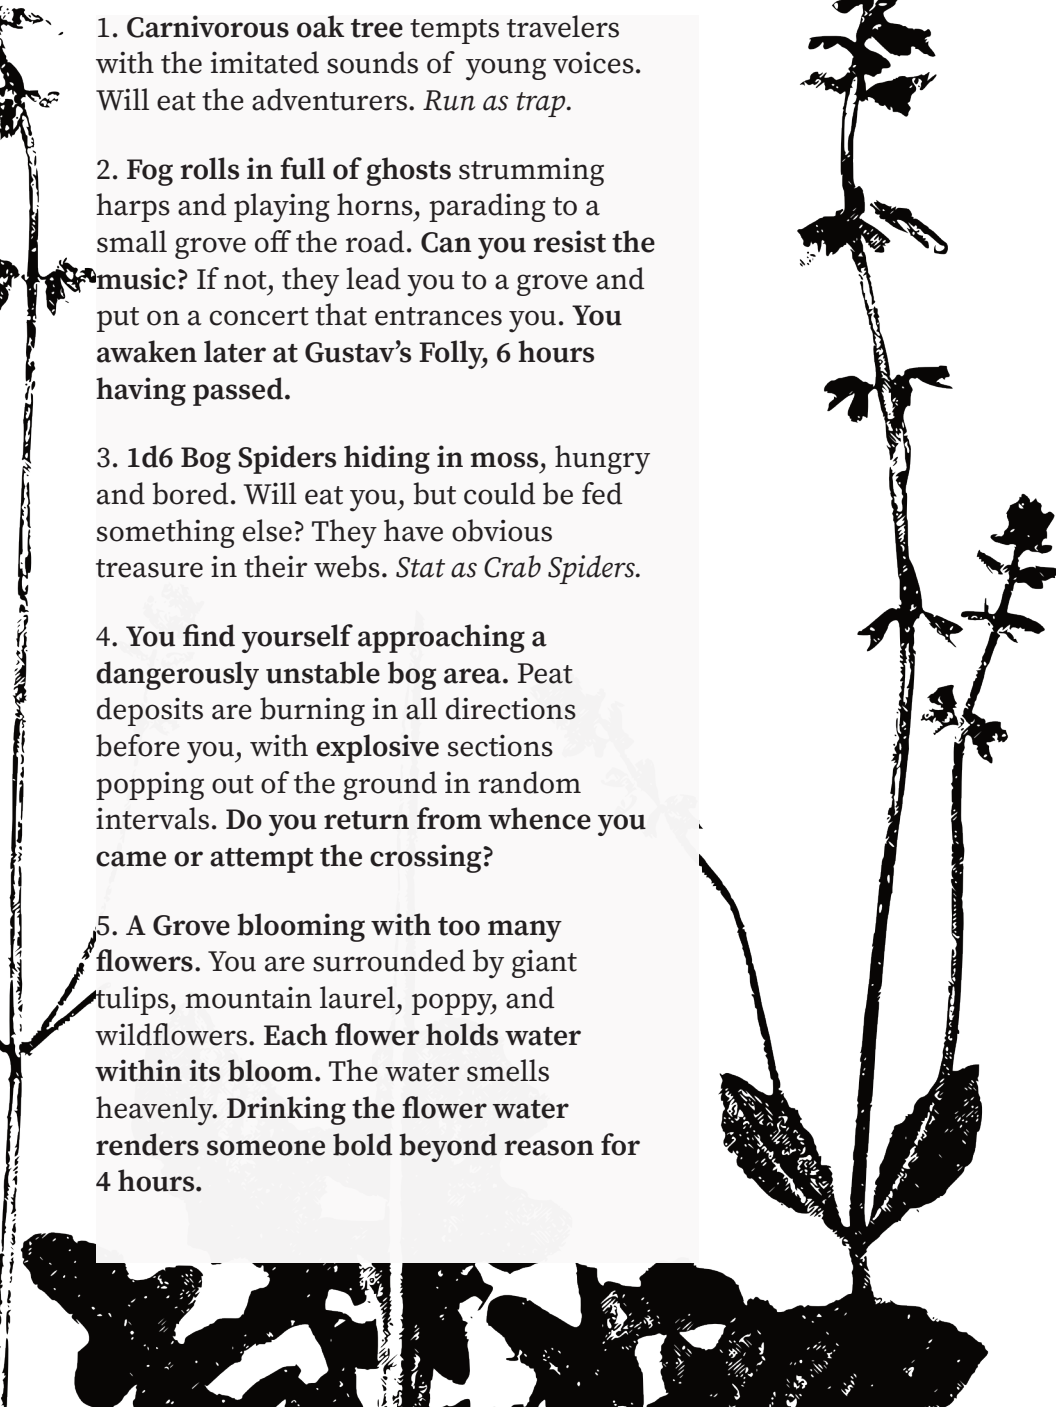 1. Carnivorous oak tree tempts travelers
with the imitated sounds of  young voices.
Will eat the adventurers. Run as trap.
2. Fog rolls in full of ghosts strumming
harps and playing horns, parading to a
small grove off the road. Can you resist the
music? If not, they lead you to a grove and
put on a concert that entrances you. You
awaken later at Gustav’s Folly, 6 hours
having passed.
3. 1d6 Bog Spiders hiding in moss, hungry
and bored. Will eat you, but could be fed
something else? They have obvious
treasure in their webs. Stat as Crab Spiders.
4. You find yourself approaching a
dangerously unstable bog area. Peat
deposits are burning in all directions
before you, with explosive sections
popping out of the ground in random
intervals. Do you return from whence you
came or attempt the crossing?
5. A Grove blooming with too many
flowers. You are surrounded by giant
tulips, mountain laurel, poppy, and
wildflowers. Each flower holds water
within its bloom. The water smells
heavenly. Drinking the flower water
renders someone bold beyond reason for
4 hours.